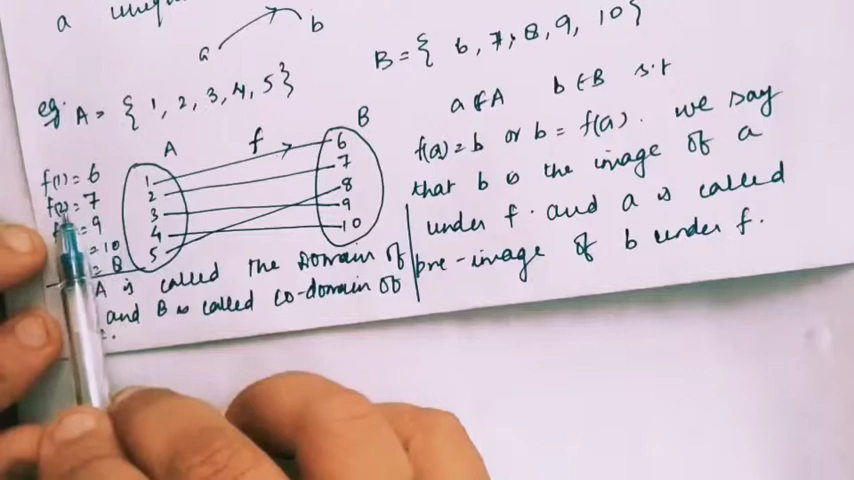 a
a b
eg: A = { 1, 2, 3, 4, 5 }
B = { 6, 7, 8, 9, 10 }
A f B
f(1) = 6
f(2) = 7
= 9
= 10
= 8
1 2 3 4 5
6 7 8 9 10
A is called the Domain of
and B is called co-domain of
a ∈ A b ∈ B s.t
f(a) = b or b = f(a). we say
that b is the image of a
under f. and a is called
pre-image of b under f.